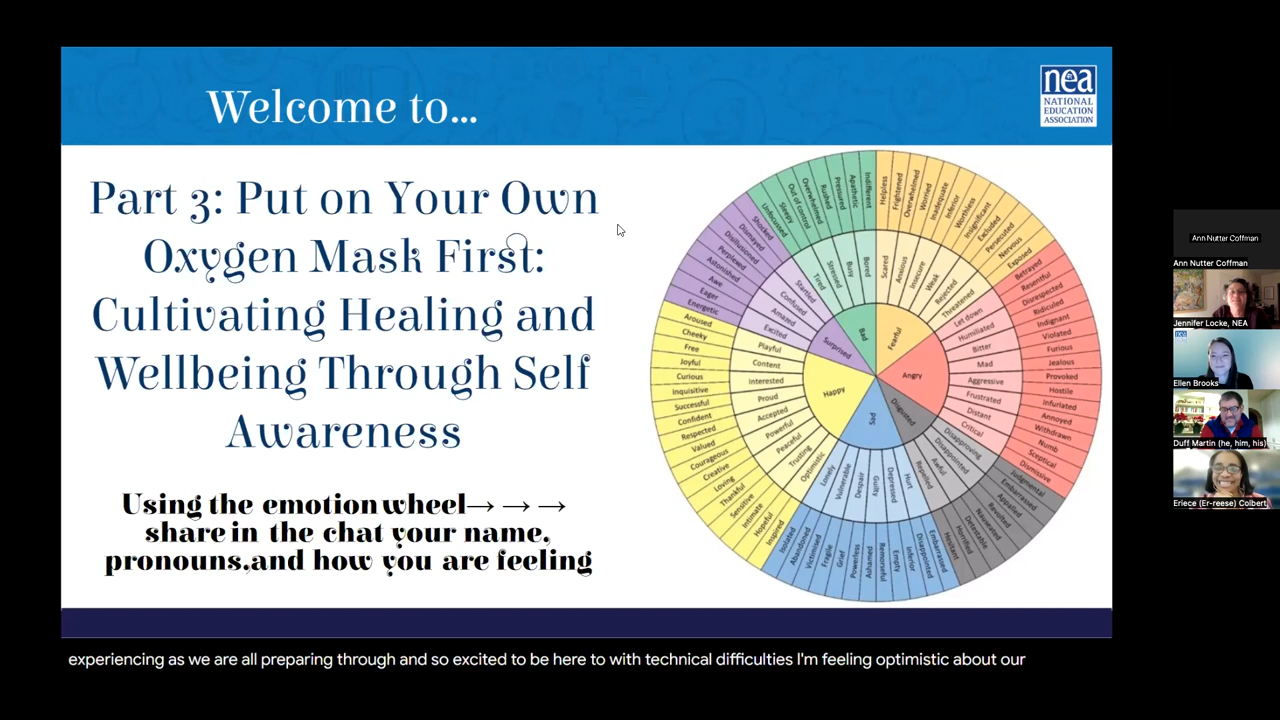 Welcome to...
nea
NATIONAL
EDUCATION
ASSOCIATION
Part 3: Put on Your Own
Oxygen Mask First:
Cultivating Healing and
Wellbeing Through Self
Awareness
Using the emotion wheel→ → →
share in the chat your name,
pronouns,and how you are feeling
Bad
Fearful
Angry
Disgusted
Sad
Happy
Surprised
Bored
Busy
Stressed
Tired
Scared
Anxious
Insecure
Weak
Rejected
Threatened
Let down
Humiliated
Bitter
Mad
Aggressive
Frustrated
Distant
Critical
Disapproving
Disappointed
Awful
Repelled
Hurt
Depressed
Guilty
Despair
Vulnerable
Lonely
Optimistic
Trusting
Peaceful
Powerful
Accepted
Proud
Interested
Content
Playful
Excited
Amazed
Confused
Startled
Indifferent
Apathetic
Pressured
Rushed
Overwhelmed
Out of control
Sleepy
Unfocussed
Helpless
Frightened
Overwhelmed
Worried
Inadequate
Inferior
Worthless
Insignificant
Excluded
Persecuted
Nervous
Exposed
Betrayed
Resentful
Disrespected
Ridiculed
Indignant
Violated
Furious
Jealous
Provoked
Hostile
Infuriated
Annoyed
Withdrawn
Numb
Sceptical
Dismissive
Judgmental
Embarrassed
Appalled
Revolted
Nauseated
Detestable
Horrified
Hesitant
Embarrassed
Disappointed
Inferior
Empty
Remorseful
Ashamed
Powerless
Grief
Fragile
Victimised
Abandoned
Isolated
Inspired
Hopeful
Intimate
Sensitive
Thankful
Loving
Creative
Courageous
Valued
Respected
Confident
Successful
Inquisitive
Curious
Joyful
Free
Cheeky
Aroused
Energetic
Eager
Awe
Astonished
Perplexed
Disillusioned
Dismayed
Shocked
Ann Nutter Coffman
Ann Nutter Coffman
Jennifer Locke, NEA
nea
Ellen Brooks
Duff Martin (he, him, his)
Eriece (Er-reese) Colbert
experiencing as we are all preparing through and so excited to be here to with technical difficulties I'm feeling optimistic about our